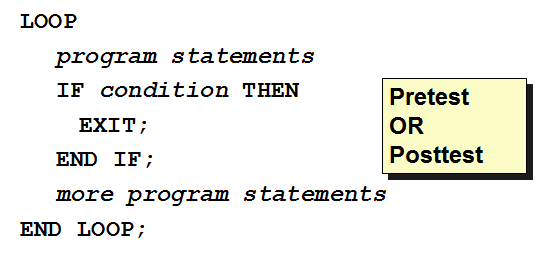 LOOP
program statements
IF condition THEN
EXIT;
END IF;
more program statements
END LOOP;
Pretest
OR
Posttest